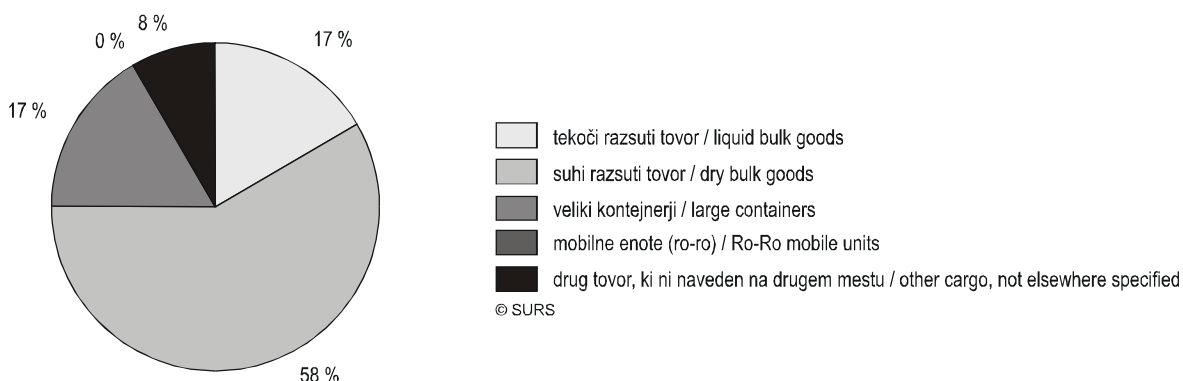 8 %
0 %
17 %
17 %
58 %
tekoči razsuti tovor / liquid bulk goods
suhi razsuti tovor / dry bulk goods
veliki kontejnerji / large containers
mobilne enote (ro-ro) / Ro-Ro mobile units
drug tovor, ki ni naveden na drugem mestu / other cargo, not elsewhere specified
© SURS